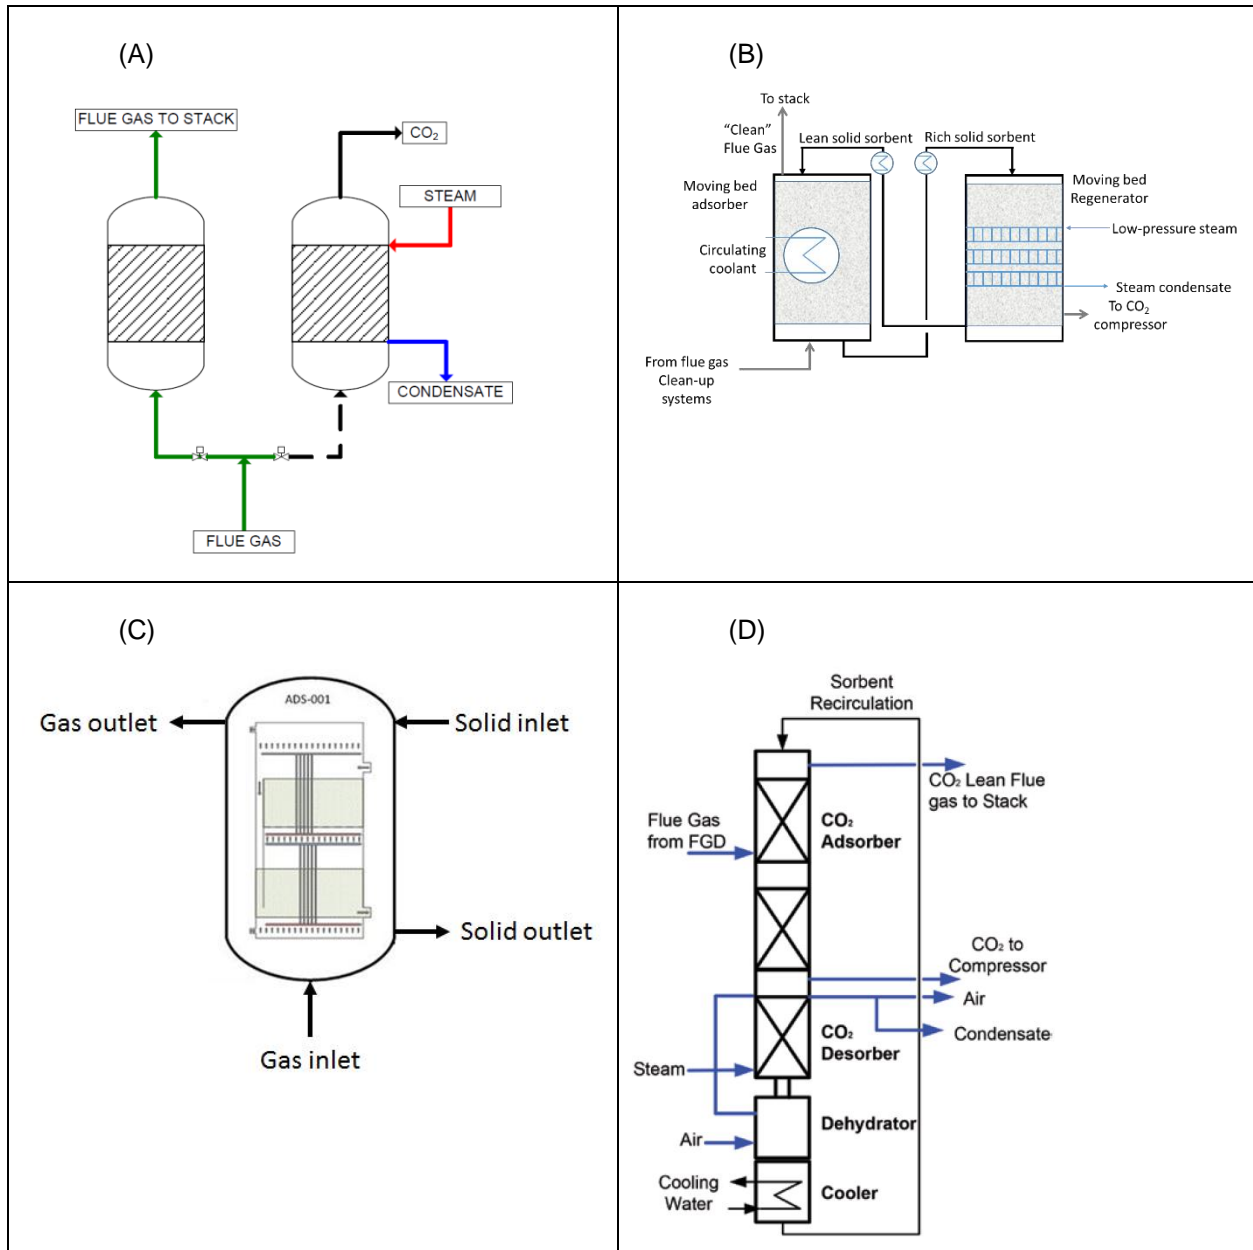 (A)
FLUE GAS TO STACK
CO₂
STEAM
CONDENSATE
FLUE GAS
(B)
To stack
“Clean”
Flue Gas
Lean solid sorbent
Rich solid sorbent
Moving bed
adsorber
Moving bed
Regenerator
Circulating
coolant
Low-pressure steam
Steam condensate
To CO₂
compressor
From flue gas
Clean-up
systems
(C)
ADS-001
Gas outlet
Solid inlet
Solid outlet
Gas inlet
(D)
Sorbent
Recirculation
CO₂ Lean Flue
gas to Stack
Flue Gas
from FGD
CO₂
Adsorber
CO₂ to
Compressor
Air
Condensate
CO₂
Desorber
Steam
Dehydrator
Air
Cooling
Water
Cooler